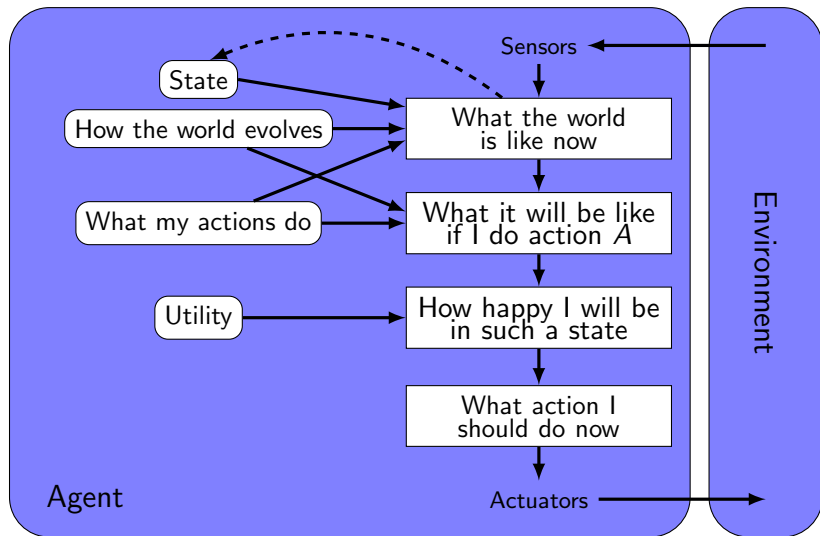 Sensors
State
How the world evolves
What the world
is like now
What my actions do
What it will be like
if I do action A
Utility
How happy I will be
in such a state
What action I
should do now
Agent
Actuators
Environment